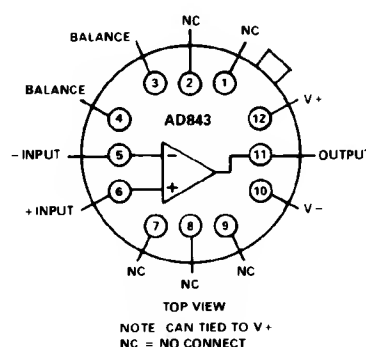 NC
BALANCE
NC
3
2
1
BALANCE
V+
4
AD843
12
-INPUT
5
-
11
OUTPUT
+INPUT
6
+
10
V-
7
8
9
NC
NC
NC
TOP VIEW
NOTE CAN TIED TO V+
NC = NO CONNECT